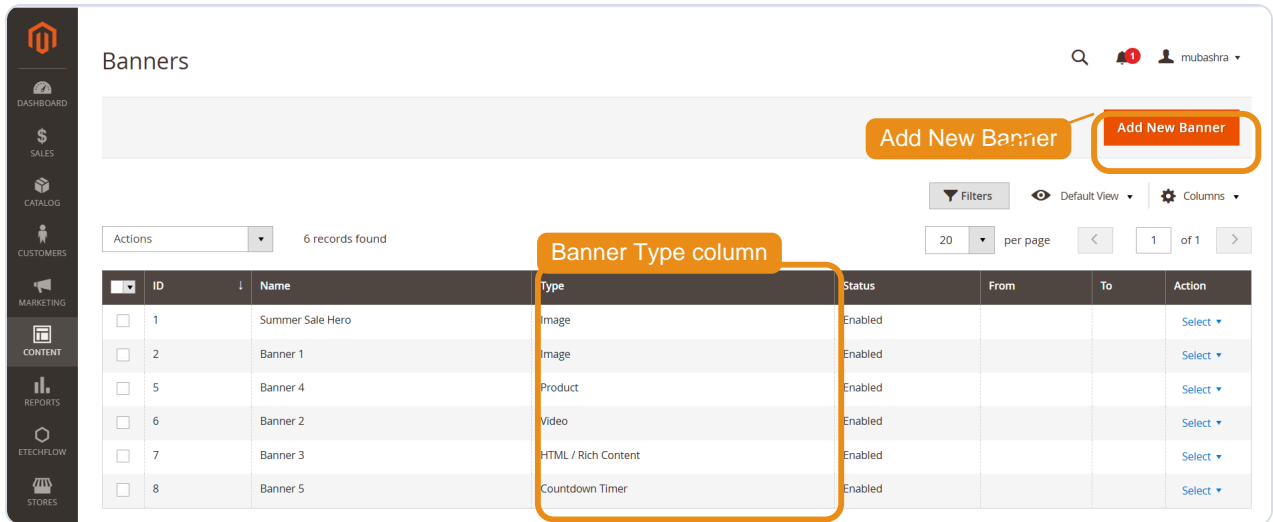 Banners
1
mubashra
DASHBOARD
Add New Banner
Add New Banner
SALES
CATALOG
Filters
Default View
Columns
CUSTOMERS
Actions
6 records found
Banner Type column
20
per page
1
of 1
MARKETING
ID ↓ Name Type Status From To Action
1 Summer Sale Hero Image Enabled Select
CONTENT
2 Banner 1 Image Enabled Select
REPORTS
5 Banner 4 Product Enabled Select
6 Banner 2 Video Enabled Select
ETECHFLOW
7 Banner 3 HTML / Rich Content Enabled Select
STORES
8 Banner 5 Countdown Timer Enabled Select